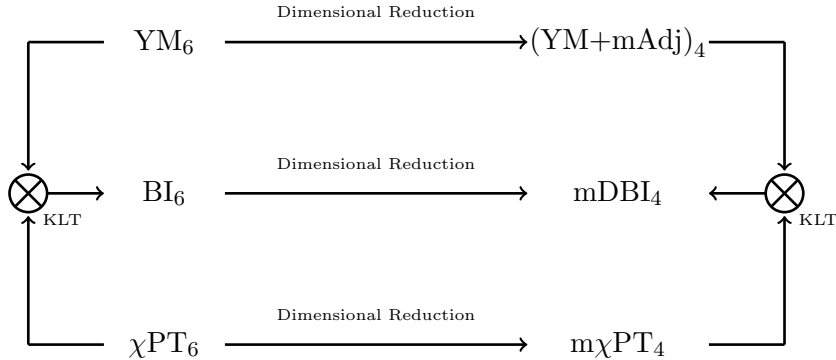 Dimensional Reduction
YM₆ (YM+mAdj)₄
Dimensional Reduction
BI₆ mDBI₄
KLT KLT
Dimensional Reduction
χPT₆ mχPT₄